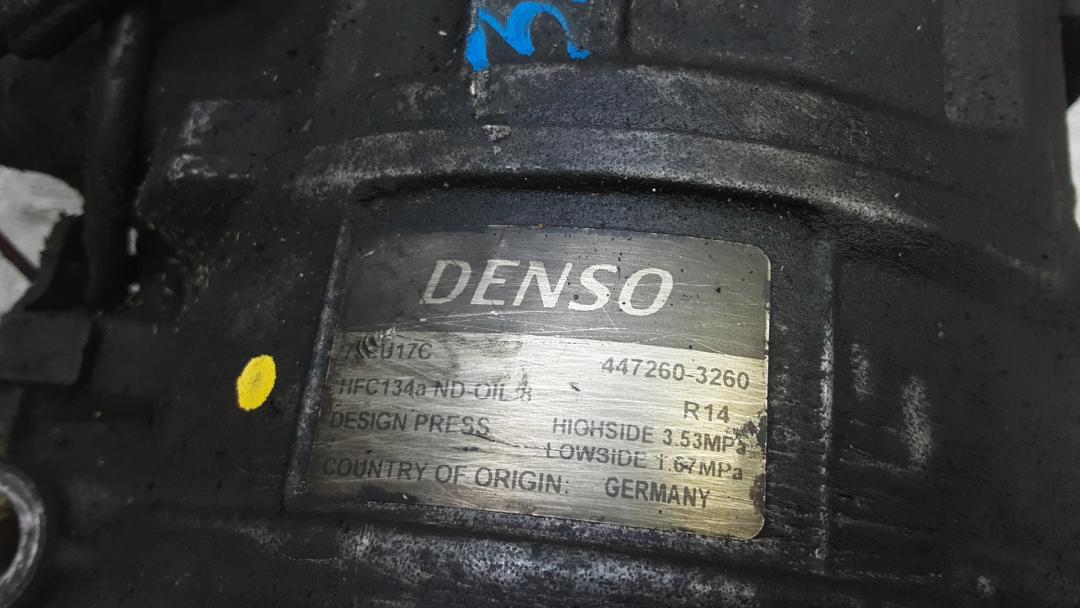 DENSO
447260-3260
HFC134a ND-OIL 8
R14
DESIGN PRESS
HIGHSIDE 3.53MPa
LOWSIDE 1.67MPa
COUNTRY OF ORIGIN: GERMANY